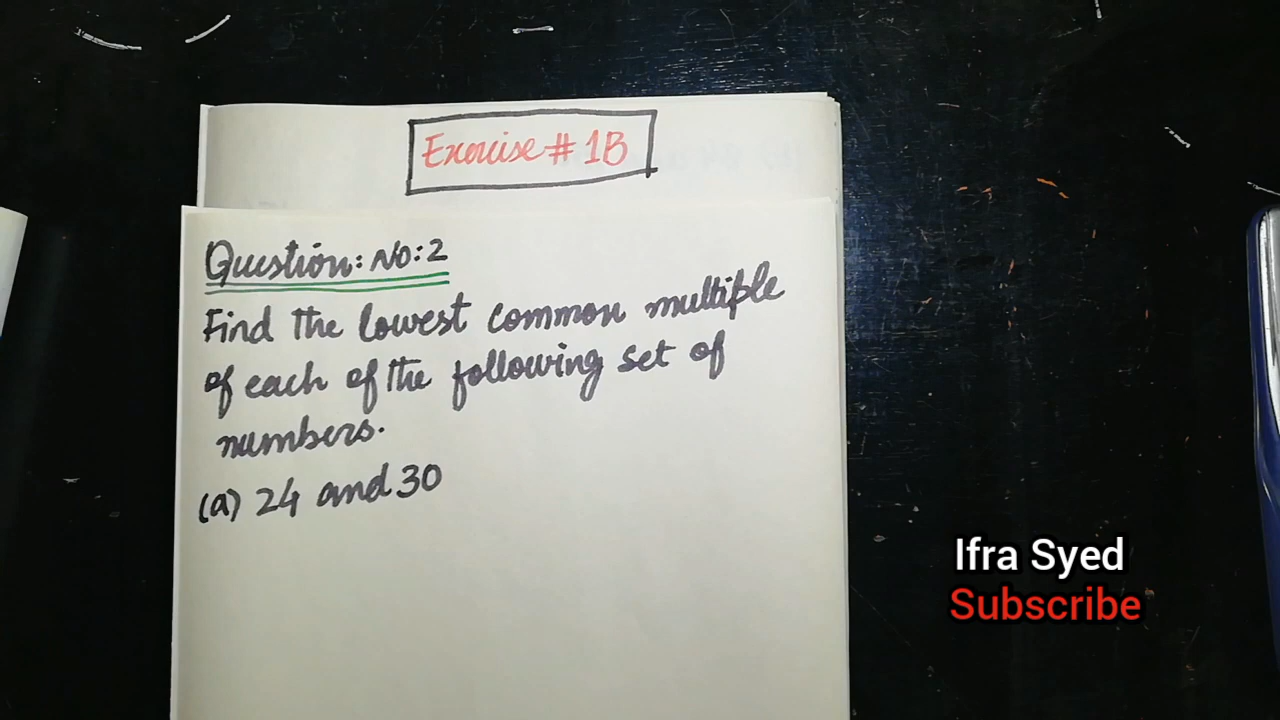 Exercise # 1B
Question: No: 2
Find the lowest common multiple
of each of the following set of
numbers.
(a) 24 and 30
Ifra Syed
Subscribe